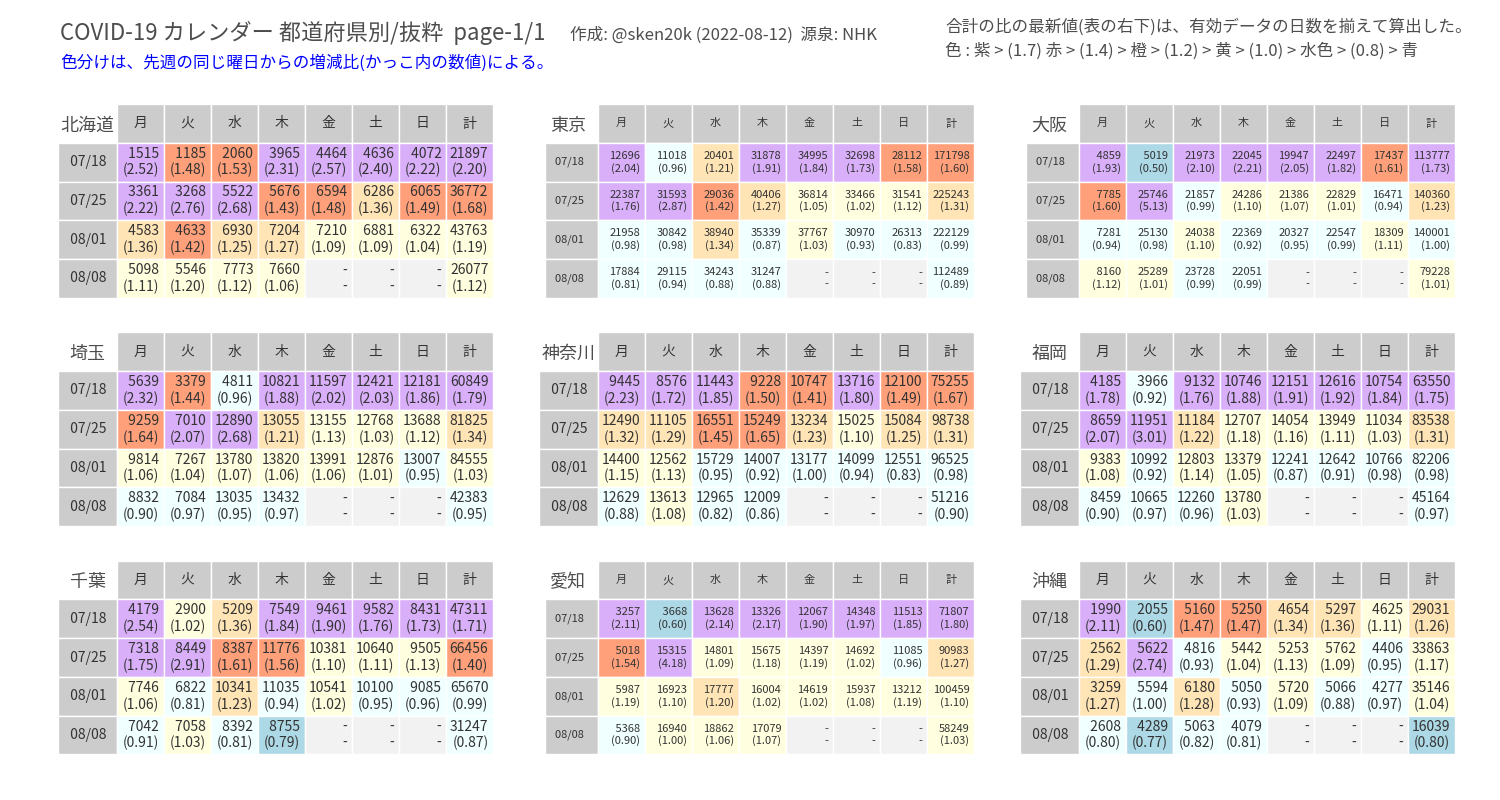 COVID-19 カレンダー 都道府県別/抜粋 page-1/1 作成: @sken20k (2022-08-12) 源泉: NHK
合計の比の最新値(表の右下)は、有効データの日数を揃えて算出した。
色 : 紫 > (1.7) 赤 > (1.4) > 橙 > (1.2) > 黄 > (1.0) > 水色 > (0.8) > 青
色分けは、先週の同じ曜日からの増減比(かっこ内の数値)による。
北海道 月 火 水 木 金 土 日 計
07/18 1515 1185 2060 3965 4464 4636 4072 21897
(2.52) (1.48) (1.53) (2.31) (2.57) (2.40) (2.22) (2.20)
07/25 3361 3268 5522 5676 6594 6286 6065 36772
(2.22) (2.76) (2.68) (1.43) (1.48) (1.36) (1.49) (1.68)
08/01 4583 4633 6930 7204 7210 6881 6322 43763
(1.36) (1.42) (1.25) (1.27) (1.09) (1.09) (1.04) (1.19)
08/08 5098 5546 7773 7660 - - - 26077
(1.11) (1.20) (1.12) (1.06) - - - (1.12)
東京 月 火 水 木 金 土 日 計
07/18 12696 11018 20401 31878 34995 32698 28112 171798
(2.04) (0.96) (1.21) (1.91) (1.84) (1.73) (1.58) (1.60)
07/25 22387 31593 29036 40406 36814 33466 31541 225243
(1.76) (2.87) (1.42) (1.27) (1.05) (1.02) (1.12) (1.31)
08/01 21958 30842 38940 35339 37767 30970 26313 222129
(0.98) (0.98) (1.34) (0.87) (1.03) (0.93) (0.83) (0.99)
08/08 17884 29115 34243 31247 - - - 112489
(0.81) (0.94) (0.88) (0.88) - - - (0.89)
大阪 月 火 水 木 金 土 日 計
07/18 4859 5019 21973 22045 19947 22497 17437 113777
(1.93) (0.50) (2.10) (2.21) (2.05) (1.82) (1.61) (1.73)
07/25 7785 25746 21857 24286 21386 22829 16471 140360
(1.60) (5.13) (0.99) (1.10) (1.07) (1.01) (0.94) (1.23)
08/01 7281 25130 24038 22369 20327 22547 18309 140001
(0.94) (0.98) (1.10) (0.92) (0.95) (0.99) (1.11) (1.00)
08/08 8160 25289 23728 22051 - - - 79228
(1.12) (1.01) (0.99) (0.99) - - - (1.01)
埼玉 月 火 水 木 金 土 日 計
07/18 5639 3379 4811 10821 11597 12421 12181 60849
(2.32) (1.44) (0.96) (1.88) (2.02) (2.03) (1.86) (1.79)
07/25 9259 7010 12890 13055 13155 12768 13688 81825
(1.64) (2.07) (2.68) (1.21) (1.13) (1.03) (1.12) (1.34)
08/01 9814 7267 13780 13820 13991 12876 13007 84555
(1.06) (1.04) (1.07) (1.06) (1.06) (1.01) (0.95) (1.03)
08/08 8832 7084 13035 13432 - - - 42383
(0.90) (0.97) (0.95) (0.97) - - - (0.95)
神奈川 月 火 水 木 金 土 日 計
07/18 9445 8576 11443 9228 10747 13716 12100 75255
(2.23) (1.72) (1.85) (1.50) (1.41) (1.80) (1.49) (1.67)
07/25 12490 11105 16551 15249 13234 15025 15084 98738
(1.32) (1.29) (1.45) (1.65) (1.23) (1.10) (1.25) (1.31)
08/01 14400 12562 15729 14007 13177 14099 12551 96525
(1.15) (1.13) (0.95) (0.92) (1.00) (0.94) (0.83) (0.98)
08/08 12629 13613 12965 12009 - - - 51216
(0.88) (1.08) (0.82) (0.86) - - - (0.90)
福岡 月 火 水 木 金 土 日 計
07/18 4185 3966 9132 10746 12151 12616 10754 63550
(1.78) (0.92) (1.76) (1.88) (1.91) (1.92) (1.84) (1.75)
07/25 8659 11951 11184 12707 14054 13949 11034 83538
(2.07) (3.01) (1.22) (1.18) (1.16) (1.11) (1.03) (1.31)
08/01 9383 10992 12803 13379 12241 12642 10766 82206
(1.08) (0.92) (1.14) (1.05) (0.87) (0.91) (0.98) (0.98)
08/08 8459 10665 12260 13780 - - - 45164
(0.90) (0.97) (0.96) (1.03) - - - (0.97)
千葉 月 火 水 木 金 土 日 計
07/18 4179 2900 5209 7549 9461 9582 8431 47311
(2.54) (1.02) (1.36) (1.84) (1.90) (1.76) (1.73) (1.71)
07/25 7318 8449 8387 11776 10381 10640 9505 66456
(1.75) (2.91) (1.61) (1.56) (1.10) (1.11) (1.13) (1.40)
08/01 7746 6822 10341 11035 10541 10100 9085 65670
(1.06) (0.81) (1.23) (0.94) (1.02) (0.95) (0.96) (0.99)
08/08 7042 7058 8392 8755 - - - 31247
(0.91) (1.03) (0.81) (0.79) - - - (0.87)
愛知 月 火 水 木 金 土 日 計
07/18 3257 3668 13628 13326 12067 14348 11513 71807
(2.11) (0.60) (2.14) (2.17) (1.90) (1.97) (1.85) (1.80)
07/25 5018 15315 14801 15675 14397 14692 11085 90983
(1.54) (4.18) (1.09) (1.18) (1.19) (1.02) (0.96) (1.27)
08/01 5987 16923 17777 16004 14619 15937 13212 100459
(1.19) (1.10) (1.20) (1.02) (1.02) (1.08) (1.19) (1.10)
08/08 5368 16940 18862 17079 - - - 58249
(0.90) (1.00) (1.06) (1.07) - - - (1.03)
沖縄 月 火 水 木 金 土 日 計
07/18 1990 2055 5160 5250 4654 5297 4625 29031
(2.11) (0.60) (1.47) (1.47) (1.34) (1.36) (1.11) (1.26)
07/25 2562 5622 4816 5442 5253 5762 4406 33863
(1.29) (2.74) (0.93) (1.04) (1.13) (1.09) (0.95) (1.17)
08/01 3259 5594 6180 5050 5720 5066 4277 35146
(1.27) (1.00) (1.28) (0.93) (1.09) (0.88) (0.97) (1.04)
08/08 2608 4289 5063 4079 - - - 16039
(0.80) (0.77) (0.82) (0.81) - - - (0.80)